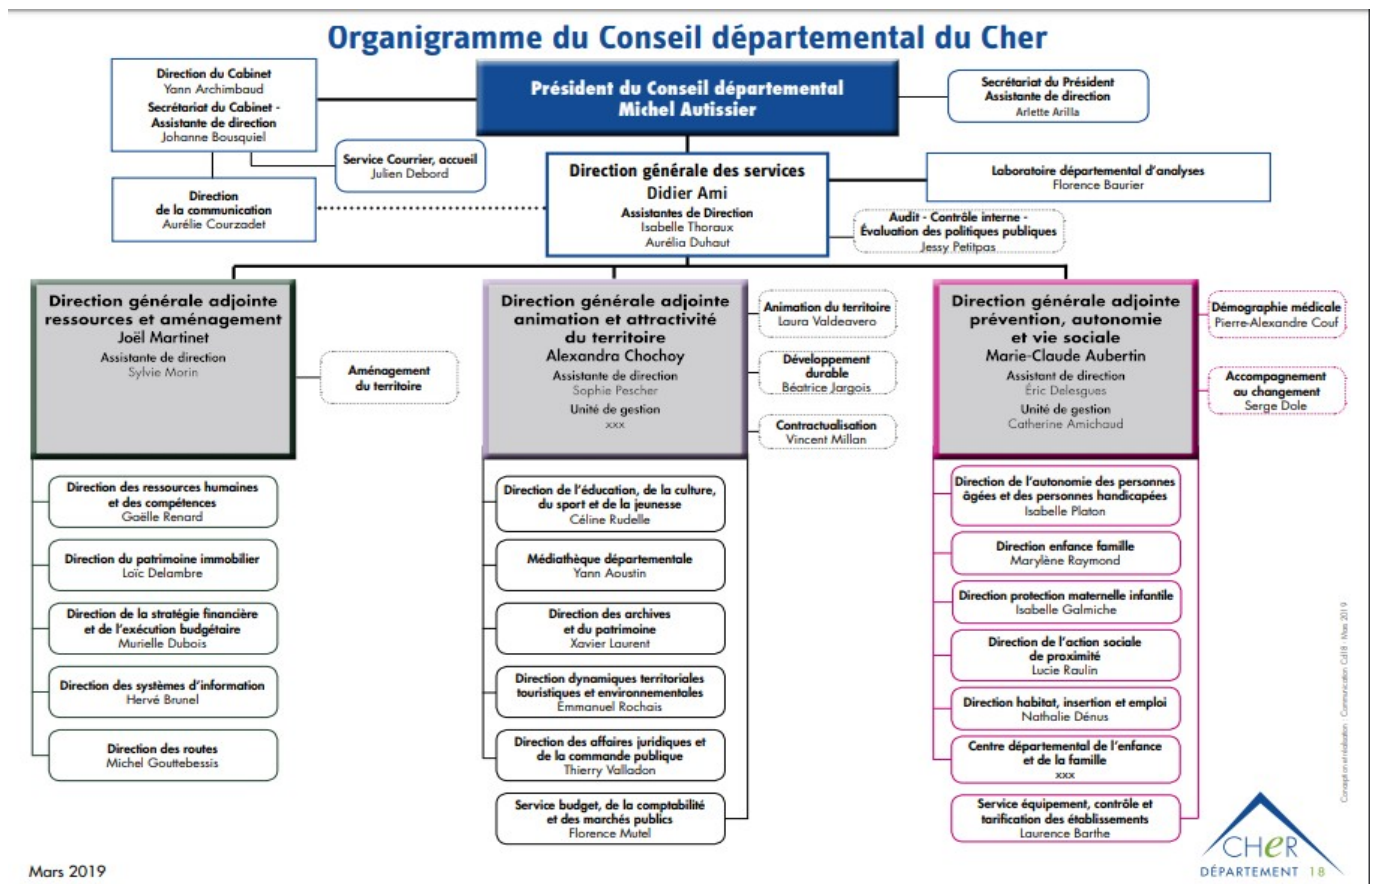 Organigramme du Conseil départemental du Cher
Direction du Cabinet
Yann Archimbaud
Secrétariat du Cabinet -
Assistante de direction
Johanne Bousquiel
Président du Conseil départemental
Michel Autissier
Secrétariat du Président
Assistante de direction
Arlette Arilla
Service Courrier, accueil
Julien Debord
Direction
de la communication
Aurélie Courzadet
Direction générale des services
Didier Ami
Assistantes de Direction
Isabelle Thoraux
Aurélia Duhaut
Laboratoire départemental d'analyses
Florence Baurier
Audit - Contrôle interne -
Évaluation des politiques publiques
Jessy Petitpas
Direction générale adjointe
ressources et aménagement
Joël Martinet
Assistante de direction
Sylvie Morin
Aménagement
du territoire
Direction des ressources humaines
et des compétences
Gaëlle Renard
Direction du patrimoine immobilier
Loïc Delambre
Direction de la stratégie financière
et de l'exécution budgétaire
Murielle Dubois
Direction des systèmes d'information
Hervé Brunel
Direction des routes
Michel Gouttebessis
Direction générale adjointe
animation et attractivité
du territoire
Alexandra Chochoy
Assistante de direction
Sophie Pescher
Unité de gestion
xxx
Animation du territoire
Laura Valdeavero
Développement
durable
Béatrice Jargois
Contractualisation
Vincent Millan
Direction de l'éducation, de la culture,
du sport et de la jeunesse
Céline Rudelle
Médiathèque départementale
Yann Aoustin
Direction des archives
et du patrimoine
Xavier Laurent
Direction dynamiques territoriales
touristiques et environnementales
Emmanuel Rochais
Direction des affaires juridiques et
de la commande publique
Thierry Valladon
Service budget, de la comptabilité
et des marchés publics
Florence Mutel
Direction générale adjointe
prévention, autonomie
et vie sociale
Marie-Claude Aubertin
Assistant de direction
Éric Delesgues
Unité de gestion
Catherine Amichaud
Démographie médicale
Pierre-Alexandre Couf
Accompagnement
au changement
Serge Dole
Direction de l'autonomie des personnes
âgées et des personnes handicapées
Isabelle Platon
Direction enfance famille
Marylène Raymond
Direction protection maternelle infantile
Isabelle Galmiche
Direction de l'action sociale
de proximité
Lucie Raulin
Direction habitat, insertion et emploi
Nathalie Dénus
Centre départemental de l'enfance
et de la famille
xxx
Service équipement, contrôle et
tarification des établissements
Laurence Barthe
Conception et réalisation : Communication Cd18 - Mars 2019
CHER
DÉPARTEMENT 18
Mars 2019